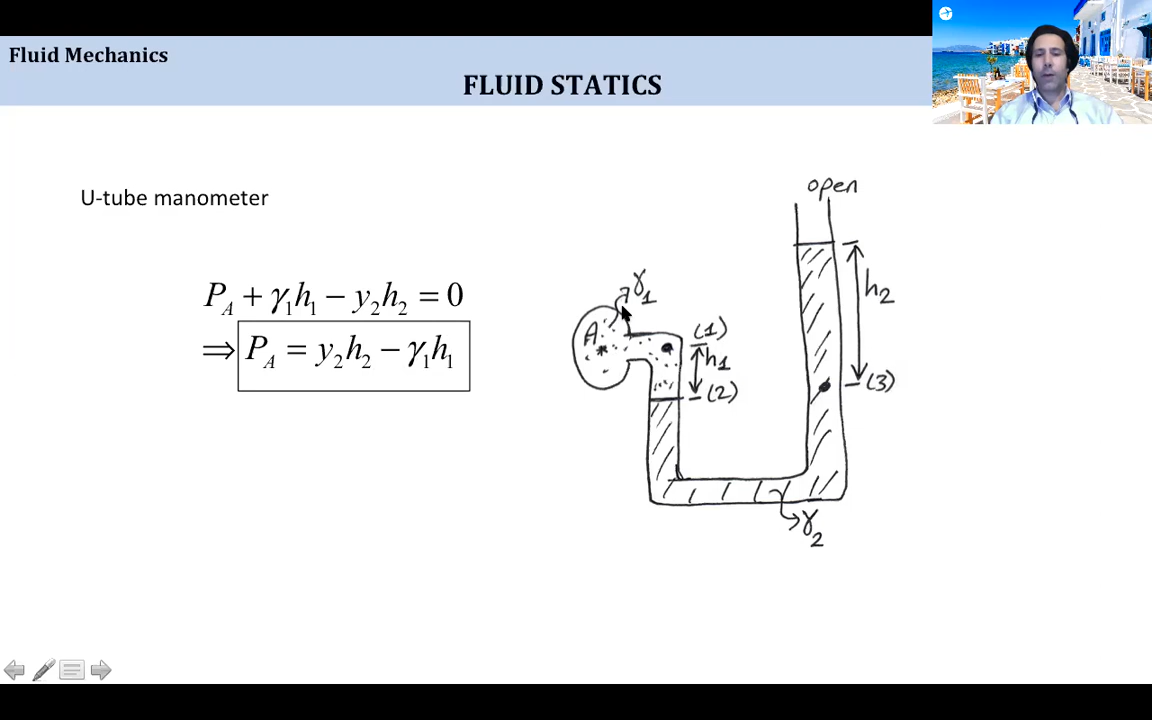 Fluid Mechanics
FLUID STATICS
U-tube manometer
P_A + γ₁h₁ − y₂h₂ = 0
⇒ P_A = y₂h₂ − γ₁h₁
open
γ₁
h₂
A
(1)
h₁
(2)
(3)
γ₂